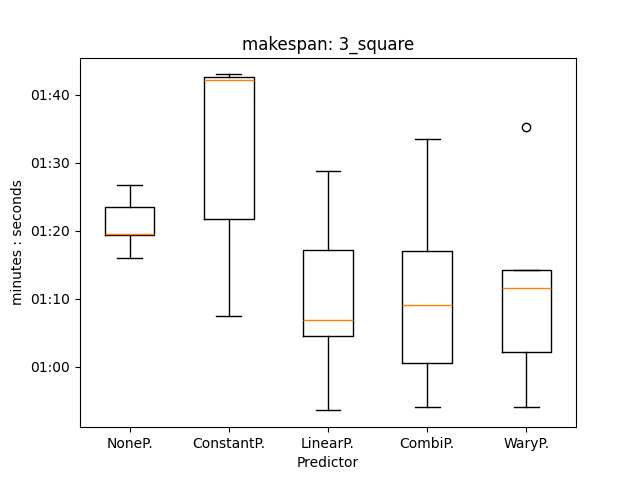 makespan: 3_square
01:40
01:30
01:20
01:10
01:00
minutes : seconds
NoneP. ConstantP. LinearP. CombiP. WaryP.
Predictor